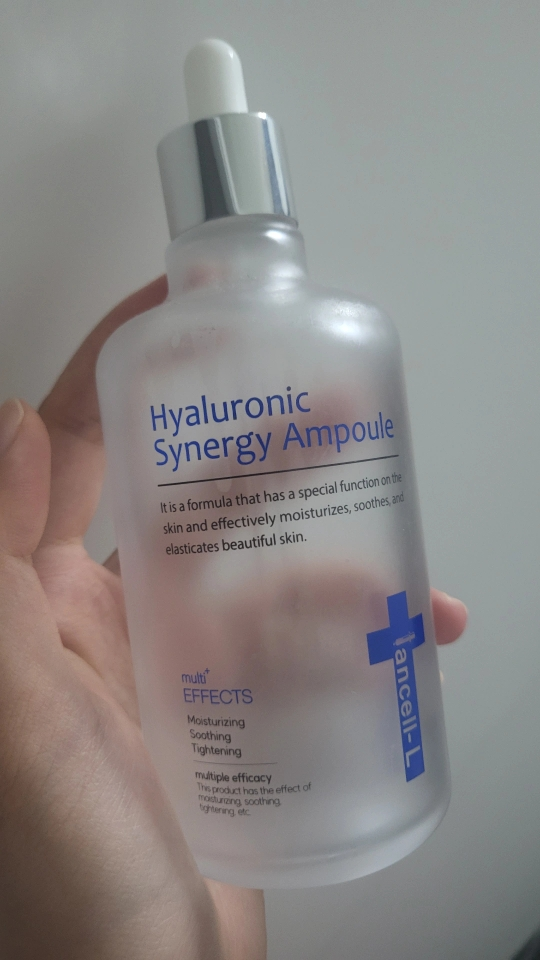 Hyaluronic
Synergy Ampoule
It is a formula that has a special function on the
skin and effectively moisturizes, soothes, and
elasticates beautiful skin.
multi+
EFFECTS
Moisturizing
Soothing
Tightening
multiple efficacy
This product has the effect of
moisturizing, soothing,
tightening, etc.
ancell-L